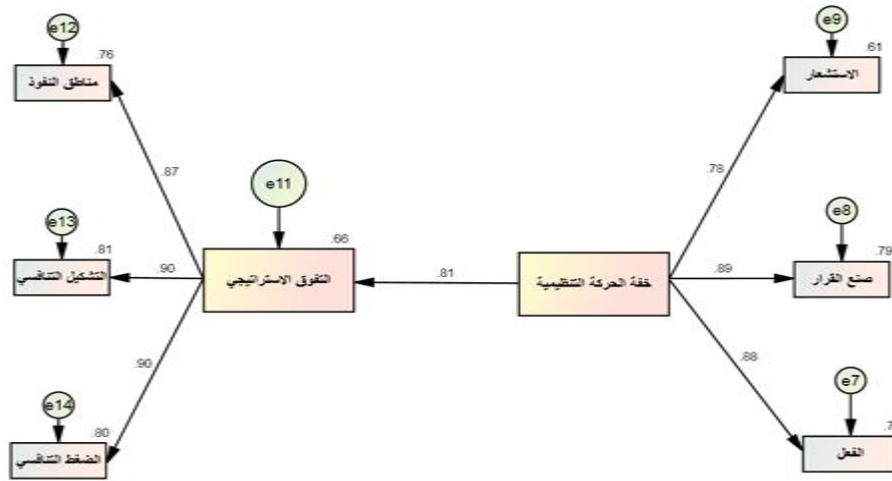 e12
.76
مناطق النفوذ
e9
.61
الاستشعار
.87
.78
e11
e13
.81
التشكيل التنافسي
.90
.66
التفوق الاستراتيجي
.81
خفة الحركة التنظيمية
.89
e8
.79
صنع القرار
.90
.88
e14
.80
الضغط التنافسي
e7
.7
الفعل